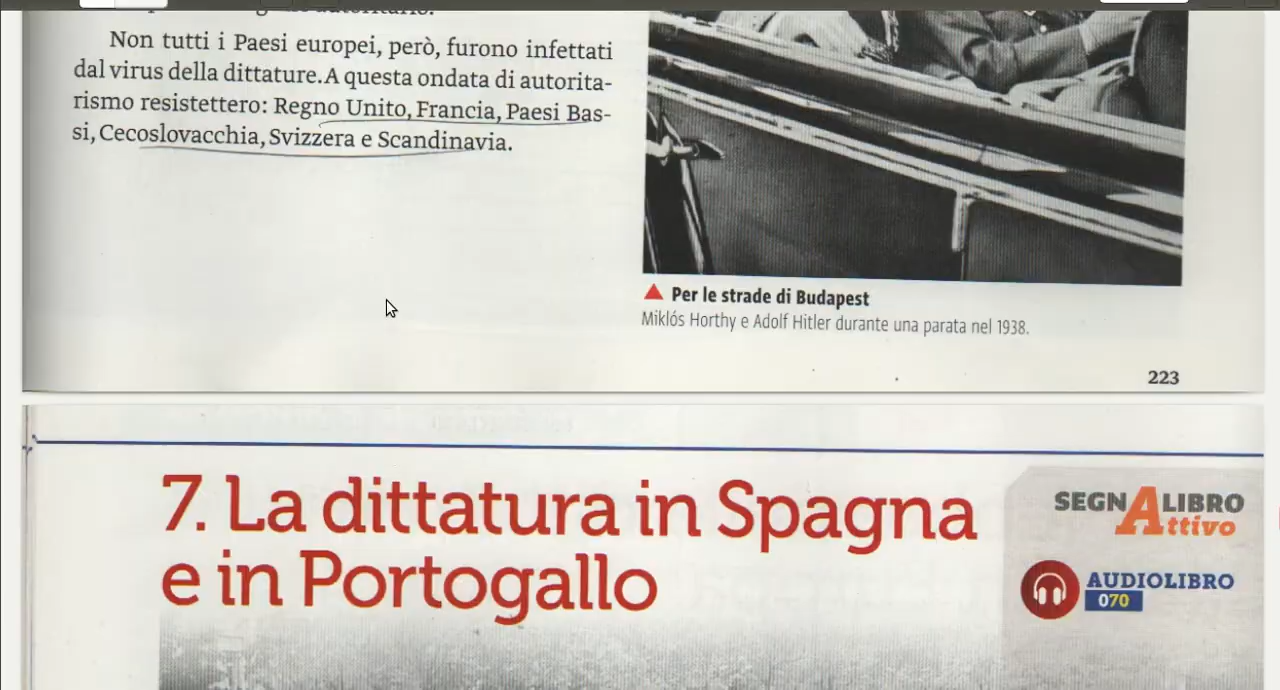 Non tutti i Paesi europei, però, furono infettati
dal virus della dittature. A questa ondata di autorita-
rismo resistettero: Regno Unito, Francia, Paesi Bas-
si, Cecoslovacchia, Svizzera e Scandinavia.
Per le strade di Budapest
Miklós Horthy e Adolf Hitler durante una parata nel 1938.
223
7. La dittatura in Spagna
e in Portogallo
SEGNALIBRO
Attivo
AUDIOLIBRO
070